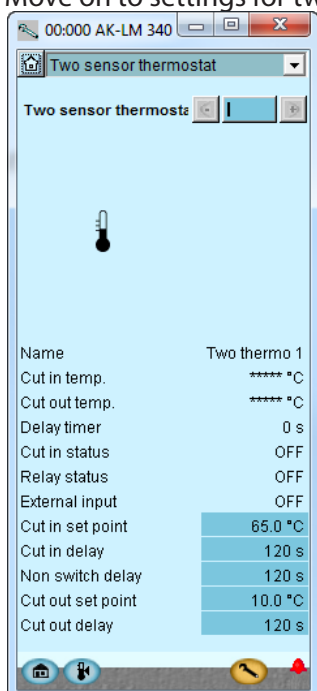 Move on to settings for tw
00:000 AK-LM 340
Two sensor thermostat
Two sensor thermosta
Name Two thermo 1
Cut in temp. ***** °C
Cut out temp. ***** °C
Delay timer 0 s
Cut in status OFF
Relay status OFF
External input OFF
Cut in set point 65.0 °C
Cut in delay 120 s
Non switch delay 120 s
Cut out set point 10.0 °C
Cut out delay 120 s